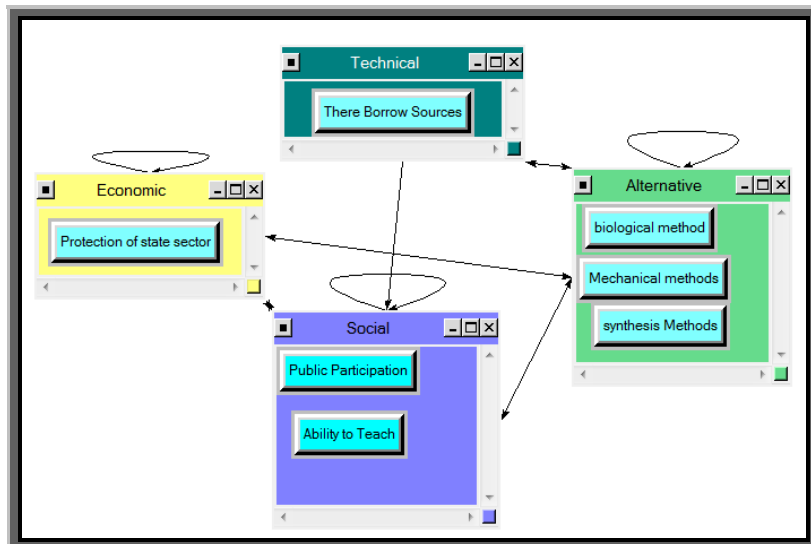 Technical
There Borrow Sources
Economic
Protection of state sector
Alternative
biological method
Mechanical methods
synthesis Methods
Social
Public Participation
Ability to Teach